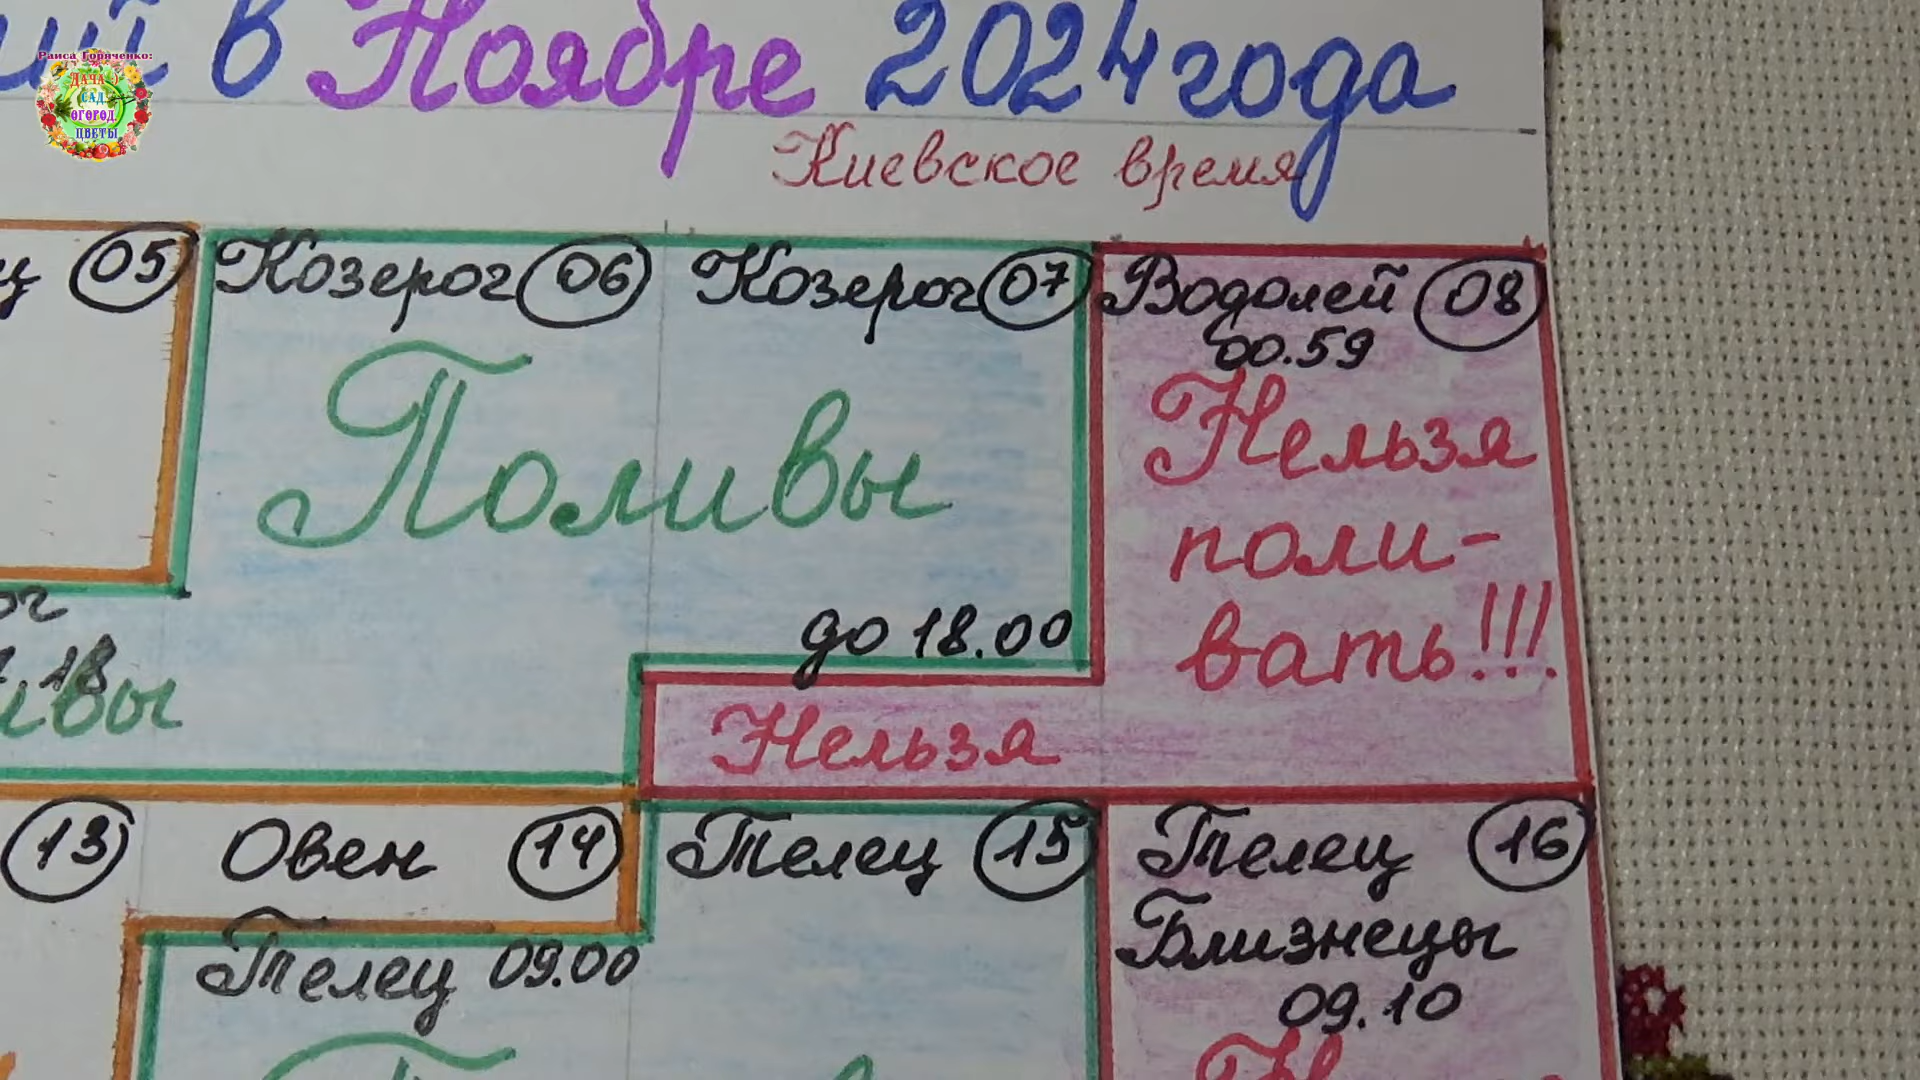 в Ноябре 2024 года
Раиса Горяченко:
ДАЧА
САД
ОГОРОД
ЦВЕТЫ
Киевское время
05 Козерог 06 Козерог 07 Водолей 08
00.59
Поливы
Нельзя
поли-
вать!!!
до 18.00
Нельзя
13 Овен 14 Телец 15 Телец 16
Телец 09.00
Близнецы
09.10